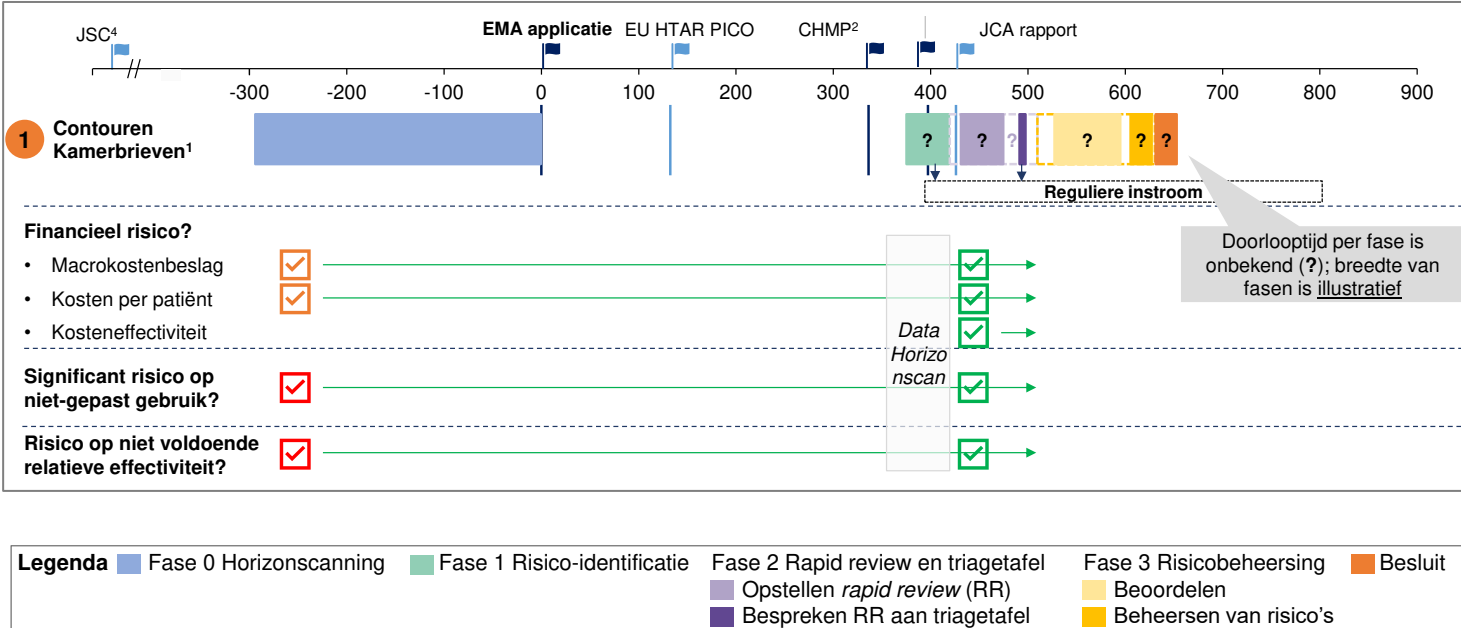 JSC4
EMA applicatie
EU HTAR PICO
CHMP2
JCA rapport
-300 -200 -100 0 100 200 300 400 500 600 700 800 900
1
Contouren
Kamerbrieven1
? ? ? ? ? ? ?
Reguliere instroom
Doorlooptijd per fase is
onbekend (?); breedte van
fasen is illustratief
Financieel risico?
• Macrokostenbeslag
• Kosten per patiënt
• Kosteneffectiviteit
Data
Horizo
nscan
Significant risico op
niet-gepast gebruik?
Risico op niet voldoende
relatieve effectiviteit?
Legenda Fase 0 Horizonscanning Fase 1 Risico-identificatie Fase 2 Rapid review en triagetafel Fase 3 Risicobeheersing Besluit
Opstellen rapid review (RR) Beoordelen
Bespreken RR aan triagetafel Beheersen van risico's